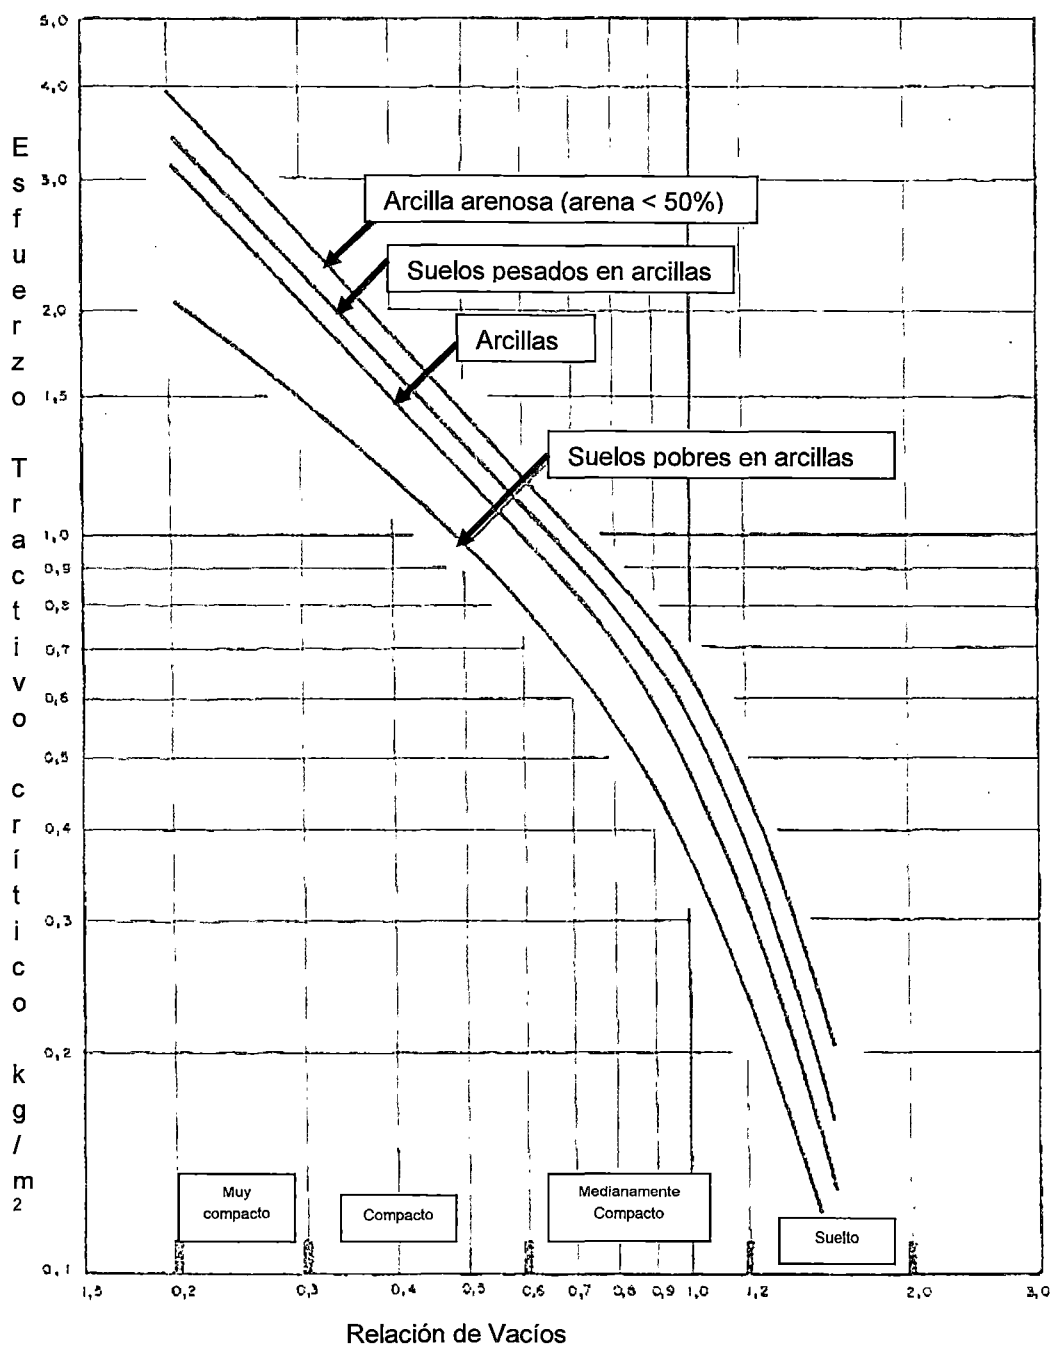 5,0
4,0
3,0
2,0
1,5
1,0
0,9
0,8
0,7
0,6
0,5
0,4
0,3
0,2
0,1
Esfuerzo Tractivo crítico kg/m2
Arcilla arenosa (arena < 50%)
Suelos pesados en arcillas
Arcillas
Suelos pobres en arcillas
Muy
compacto
Compacto
Medianamente
Compacto
Suelto
1,5 0,2 0,3 0,4 0,5 0,6 0,7 0,8 0,9 1,0 1,2 2,0 3,0
Relación de Vacíos